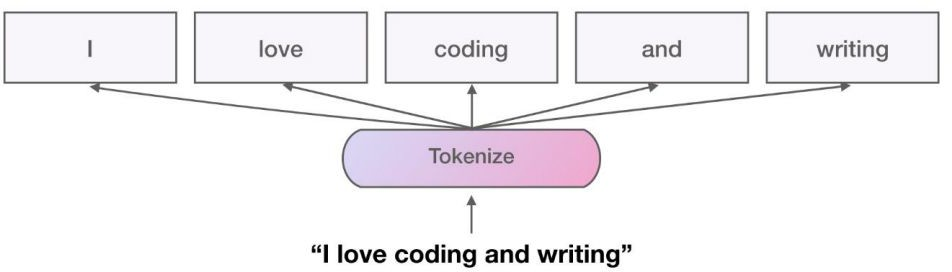 I love coding and writing
Tokenize
“I love coding and writing”